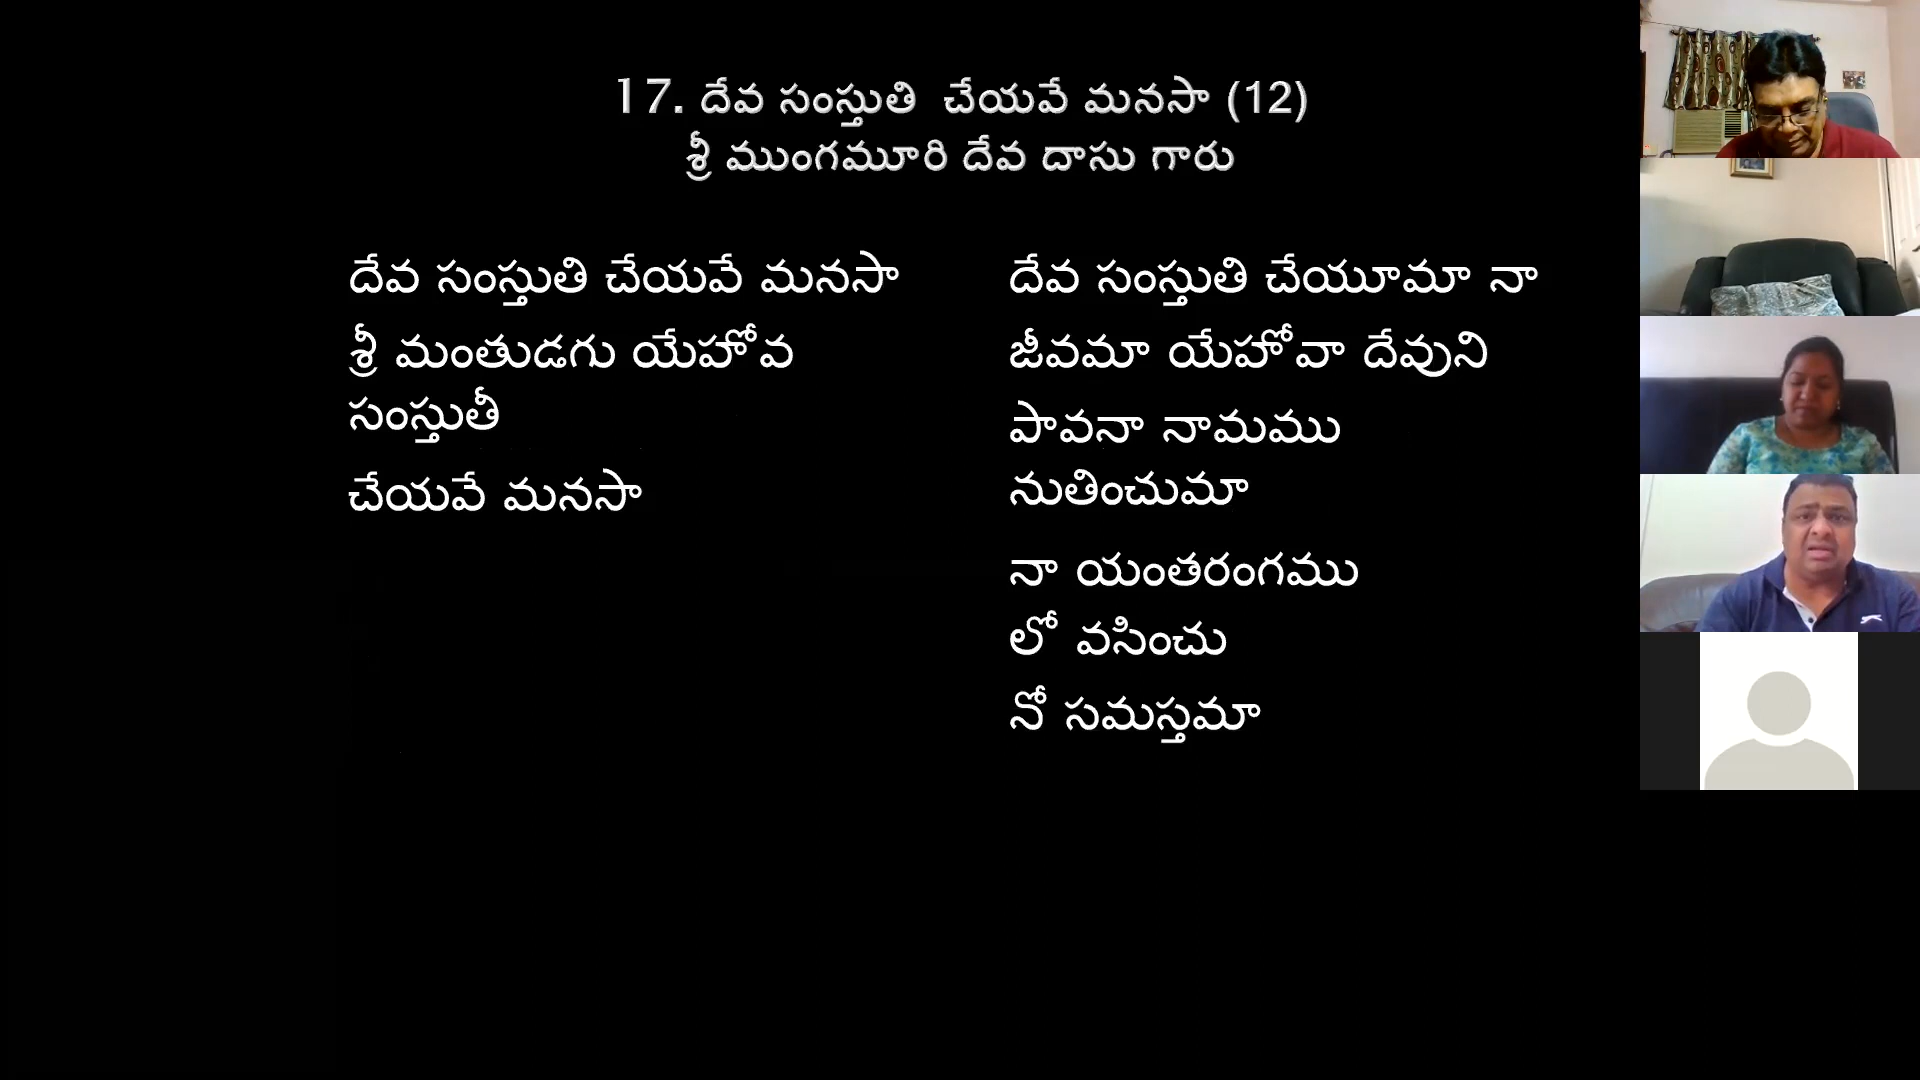 17. దేవ సంస్తుతి చేయవే మనసా (12)
శ్రీ ముంగమూరి దేవ దాసు గారు
దేవ సంస్తుతి చేయవే మనసా
శ్రీ మంతుడగు యేహోవ
సంస్తుతీ
చేయవే మనసా
దేవ సంస్తుతి చేయూమా నా
జీవమా యేహోవా దేవుని
పావనా నామము
నుతించుమా
నా యంతరంగము
లో వసించు
నో సమస్తమా